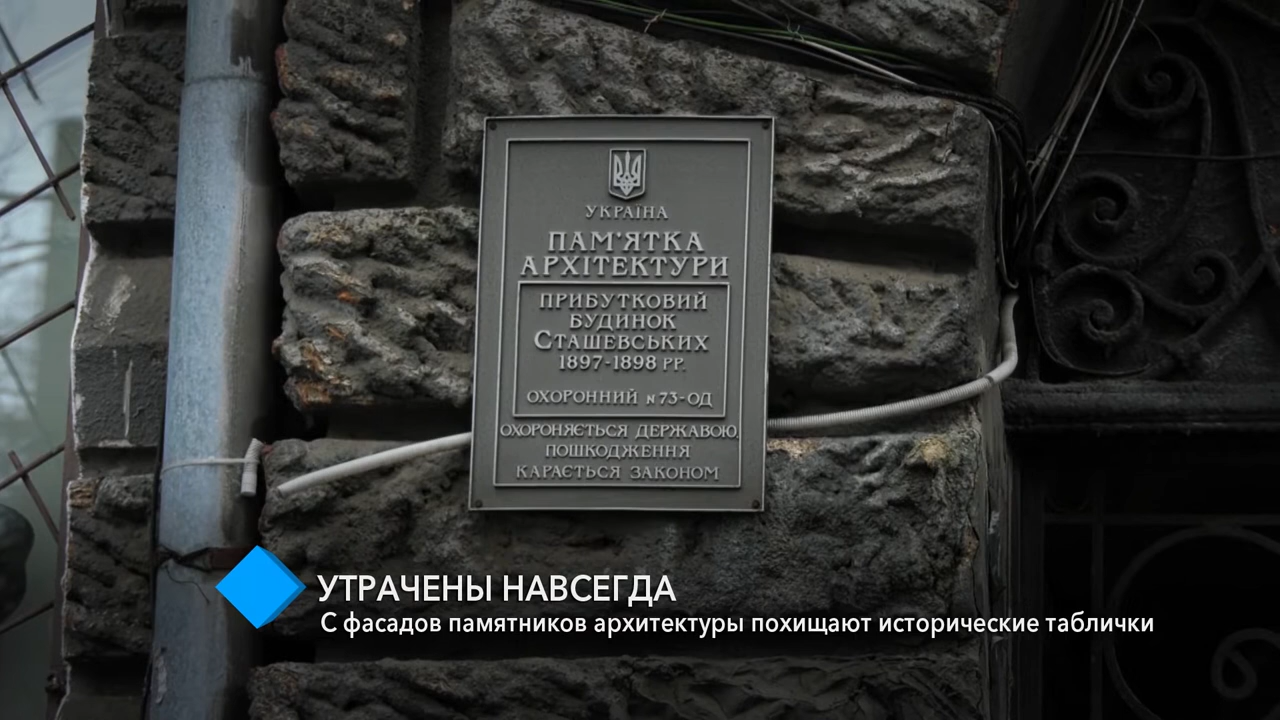 УКРАЇНА
ПАМ'ЯТКА
АРХІТЕКТУРИ
ПРИБУТКОВИЙ
БУДИНОК
СТАШЕВСЬКИХ
1897-1898 РР.
ОХОРОННИЙ N 73-ОД
ОХОРОНЯЄТЬСЯ ДЕРЖАВОЮ,
ПОШКОДЖЕННЯ
КАРАЄТЬСЯ ЗАКОНОМ
УТРАЧЕНЫ НАВСЕГДА
С фасадов памятников архитектуры похищают исторические таблички